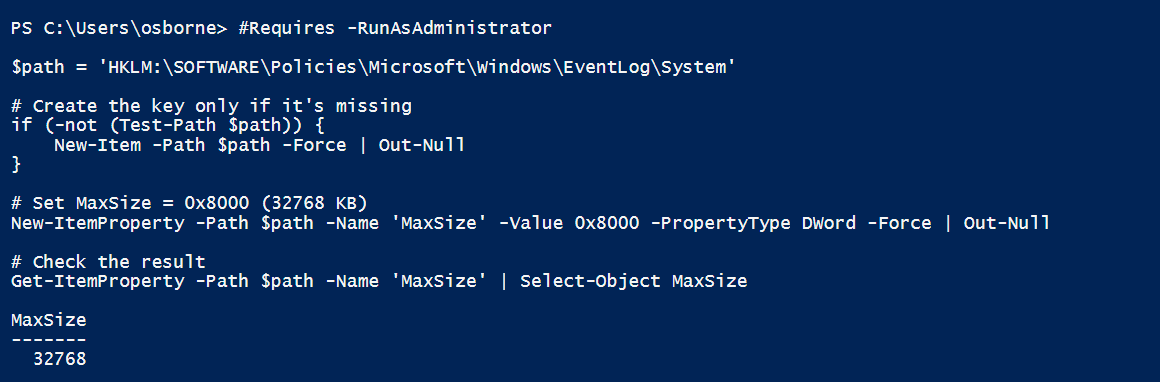 PS C:\Users\osborne> #Requires -RunAsAdministrator
$path = 'HKLM:\SOFTWARE\Policies\Microsoft\Windows\EventLog\System'
# Create the key only if it's missing
if (-not (Test-Path $path)) {
    New-Item -Path $path -Force | Out-Null
}
# Set MaxSize = 0x8000 (32768 KB)
New-ItemProperty -Path $path -Name 'MaxSize' -Value 0x8000 -PropertyType DWord -Force | Out-Null
# Check the result
Get-ItemProperty -Path $path -Name 'MaxSize' | Select-Object MaxSize
MaxSize
-------
  32768